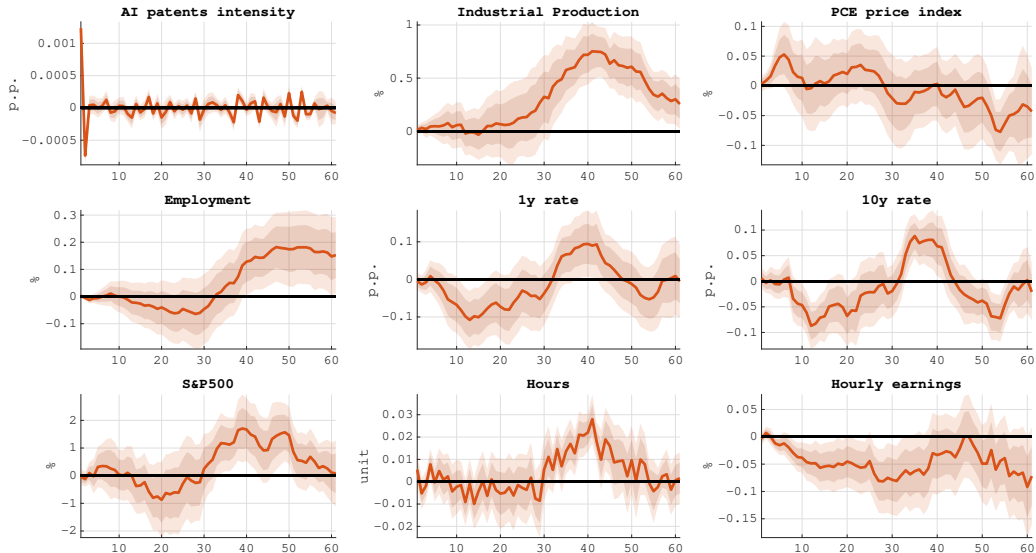 AI patents intensity
p.p.
0.001
0.0005
0
-0.0005
10 20 30 40 50 60
Industrial Production
%
1
0.5
0
10 20 30 40 50 60
PCE price index
%
0.1
0.05
0
-0.05
-0.1
10 20 30 40 50 60
Employment
%
0.3
0.2
0.1
0
-0.1
10 20 30 40 50 60
1y rate
p.p.
0.1
0
-0.1
10 20 30 40 50 60
10y rate
p.p.
0.1
0.05
0
-0.05
-0.1
10 20 30 40 50 60
S&P500
%
2
1
0
-1
-2
10 20 30 40 50 60
Hours
unit
0.03
0.02
0.01
0
-0.01
-0.02
10 20 30 40 50 60
Hourly earnings
%
0.05
0
-0.05
-0.1
-0.15
10 20 30 40 50 60